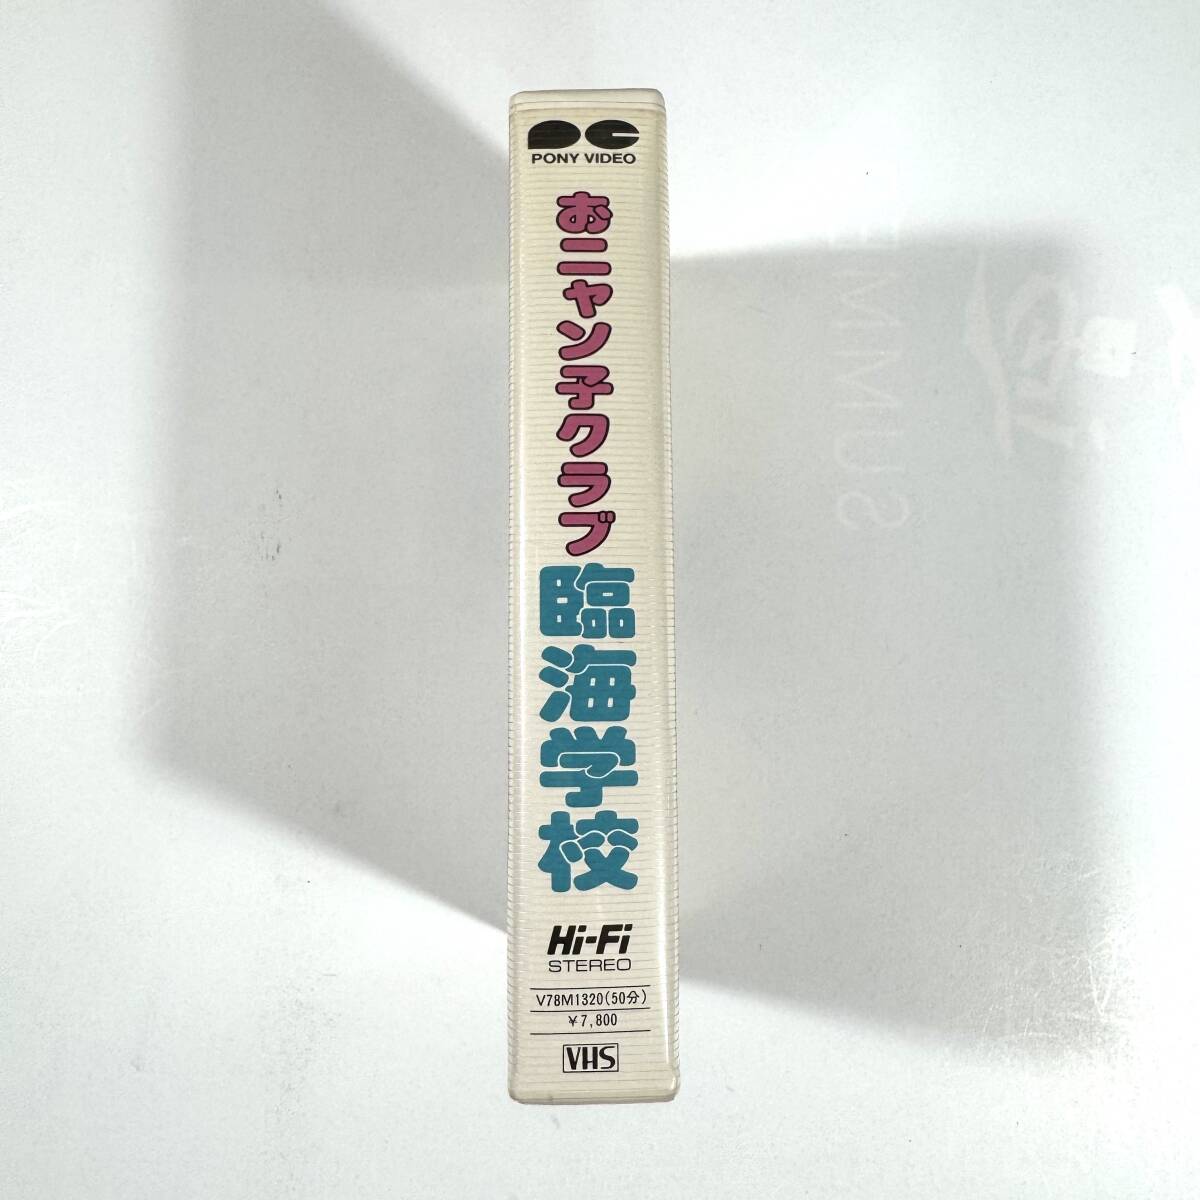 PC
PONY VIDEO
おニャン子クラブ
臨海学校
Hi-Fi
STEREO
V78M1320(50分)
￥7,800
VHS